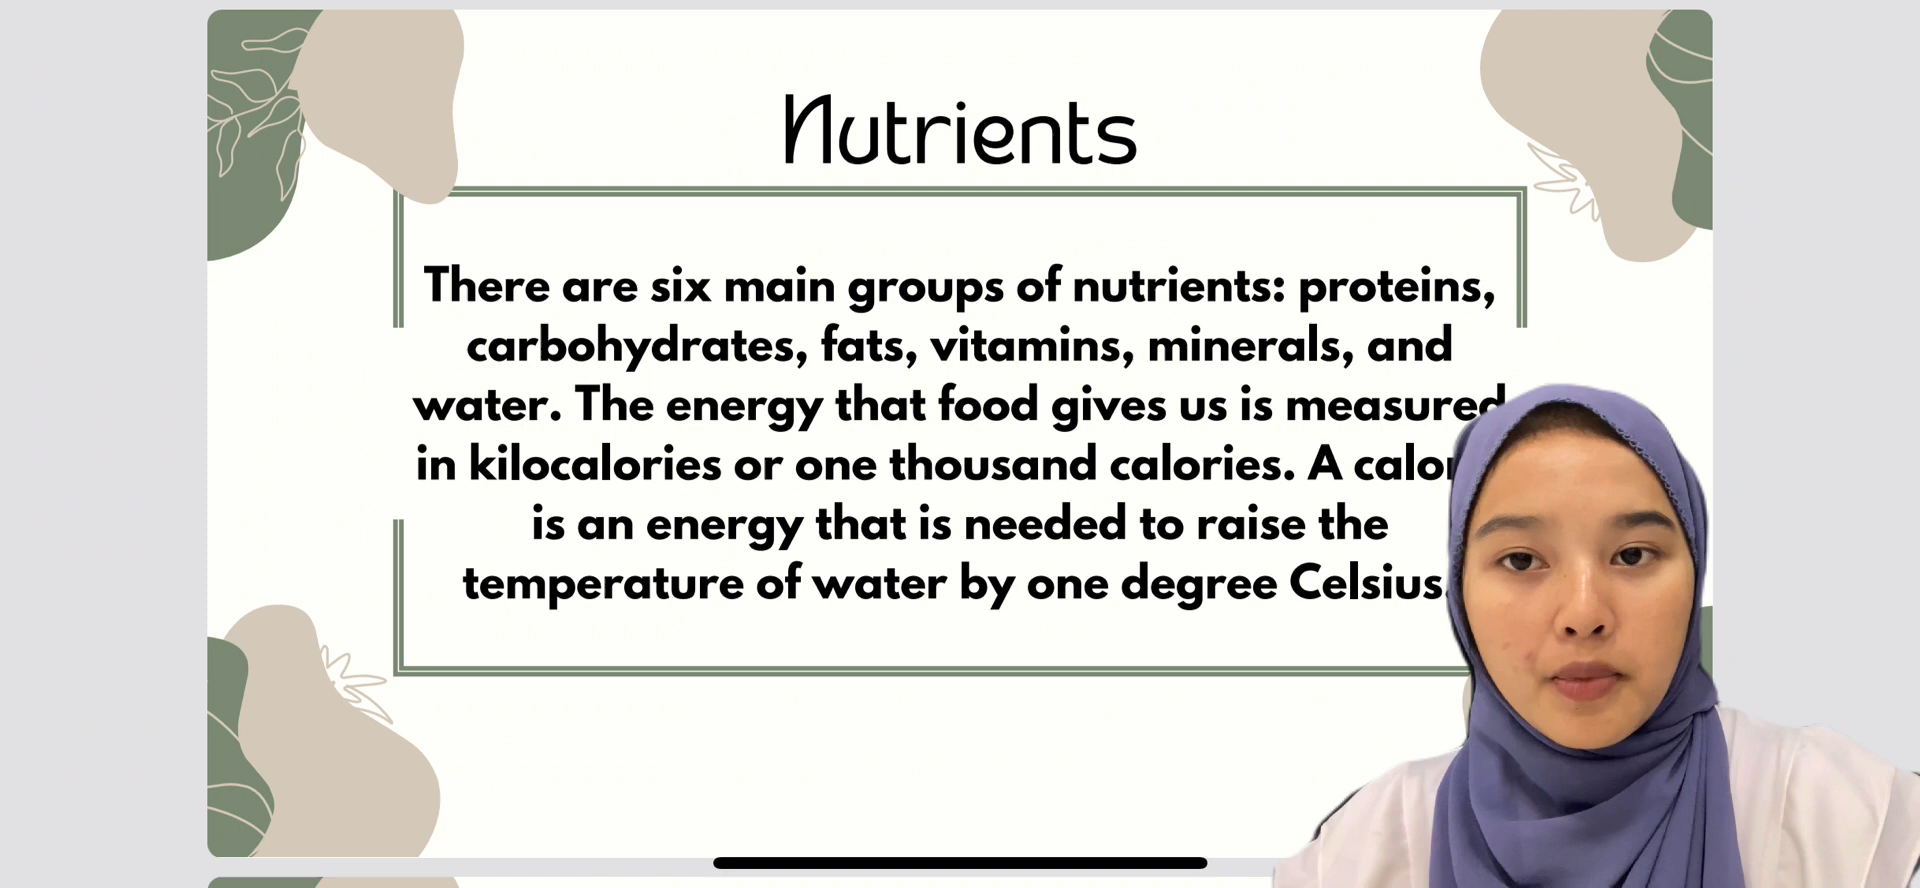 Nutrients
There are six main groups of nutrients: proteins,
carbohydrates, fats, vitamins, minerals, and
water. The energy that food gives us is measured
in kilocalories or one thousand calories. A
is an energy that is needed to raise the
temperature of water by one degree Celsius.